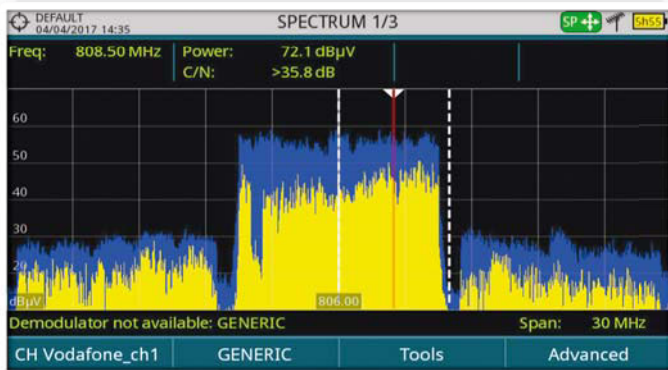 DEFAULT
04/04/2017 14:35
SPECTRUM 1/3
SP
5h55
Freq: 808.50 MHz
Power: 72.1 dBµV
C/N: >35.8 dB
60
50
40
30
20
dBµV
806.00
Demodulator not available: GENERIC
Span: 30 MHz
CH Vodafone_ch1
GENERIC
Tools
Advanced